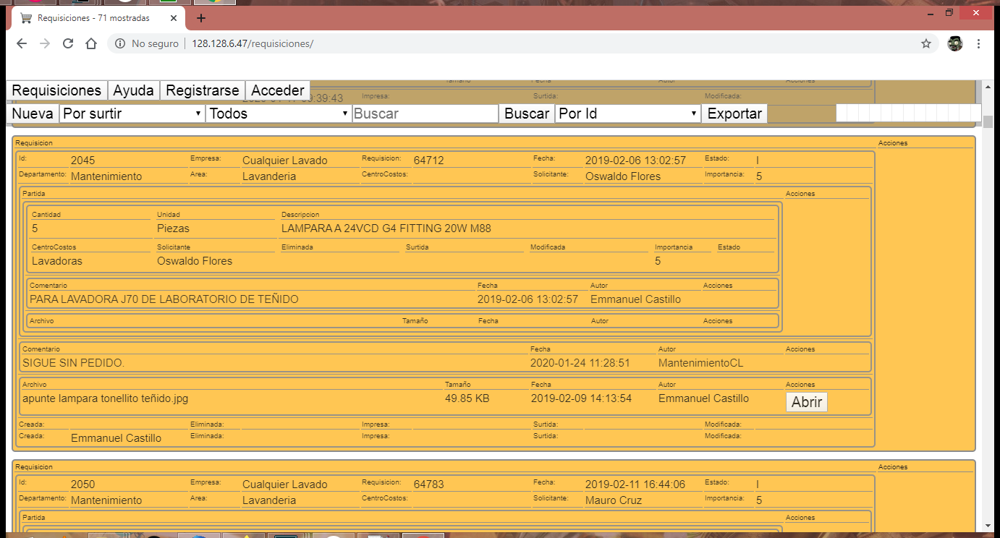 Requisiciones - 71 mostradas
No seguro 128.128.6.47/requisiciones/
Tamaño Fecha Autor Acciones
Requisiciones Ayuda Registrarse Acceder
Impresa: Surtida: Modificada:
Nueva Por surtir Todos Buscar Buscar Por Id Exportar
Requisicion Acciones
Id: 2045 Empresa: Cualquier Lavado Requisicion: 64712 Fecha: 2019-02-06 13:02:57 Estado: I
Departamento: Mantenimiento Area: Lavanderia CentroCostos: Solicitante: Oswaldo Flores Importancia: 5
Partida Acciones
Cantidad Unidad Descripcion
5 Piezas LAMPARA A 24VCD G4 FITTING 20W M88
CentroCostos Solicitante Eliminada Surtida Modificada Importancia Estado
Lavadoras Oswaldo Flores 5
Comentario Fecha Autor Acciones
PARA LAVADORA J70 DE LABORATORIO DE TEÑIDO 2019-02-06 13:02:57 Emmanuel Castillo
Archivo Tamaño Fecha Autor Acciones
Comentario Fecha Autor Acciones
SIGUE SIN PEDIDO. 2020-01-24 11:28:51 MantenimientoCL
Archivo Tamaño Fecha Autor Acciones
apunte lampara tonellito teñido.jpg 49.85 KB 2019-02-09 14:13:54 Emmanuel Castillo Abrir
Creada: Eliminada: Impresa: Surtida: Modificada:
Creada: Emmanuel Castillo Eliminada: Impresa: Surtida: Modificada:
Requisicion Acciones
Id: 2050 Empresa: Cualquier Lavado Requisicion: 64783 Fecha: 2019-02-11 16:44:06 Estado: I
Departamento: Mantenimiento Area: Lavanderia CentroCostos: Solicitante: Mauro Cruz Importancia: 5
Partida Acciones